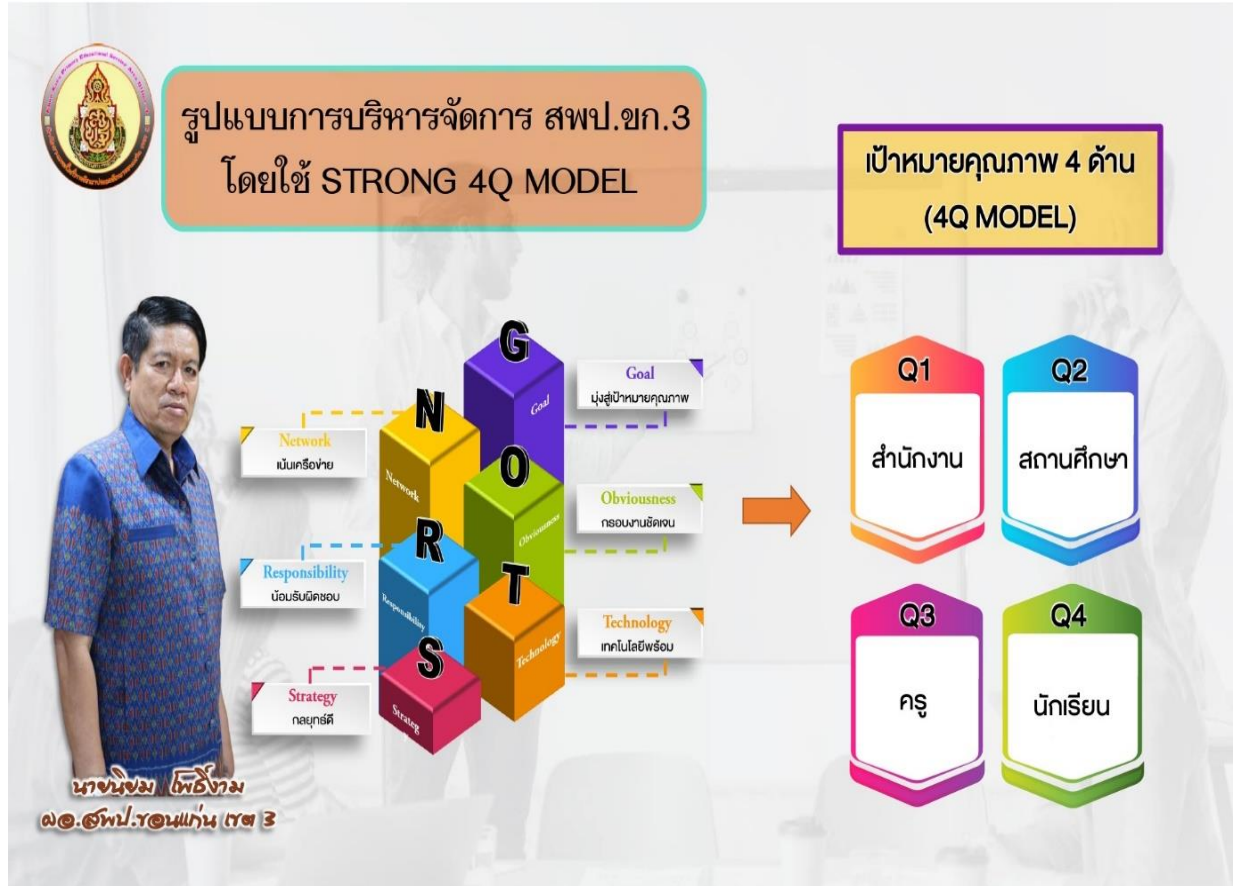 รูปแบบการบริหารจัดการ สพป.ขก.3
โดยใช้ STRONG 4Q MODEL
เป้าหมายคุณภาพ 4 ด้าน
(4Q MODEL)
G
Goal
Goal
มุ่งสู่เป้าหมายคุณภาพ
N
Network
Network
เน้นเครือข่าย
O
Obviousness
Obviousness
กรอบงานชัดเจน
R
Responsibility
Responsibility
น้อมรับผิดชอบ
T
Technology
Technology
เทคโนโลยีพร้อม
S
Strateg
Strategy
กลยุทธ์ดี
Q1
สำนักงาน
Q2
สถานศึกษา
Q3
ครู
Q4
นักเรียน
นายนิยม โพธิ์งาม
ผอ.สพป.ขอนแก่น เขต 3